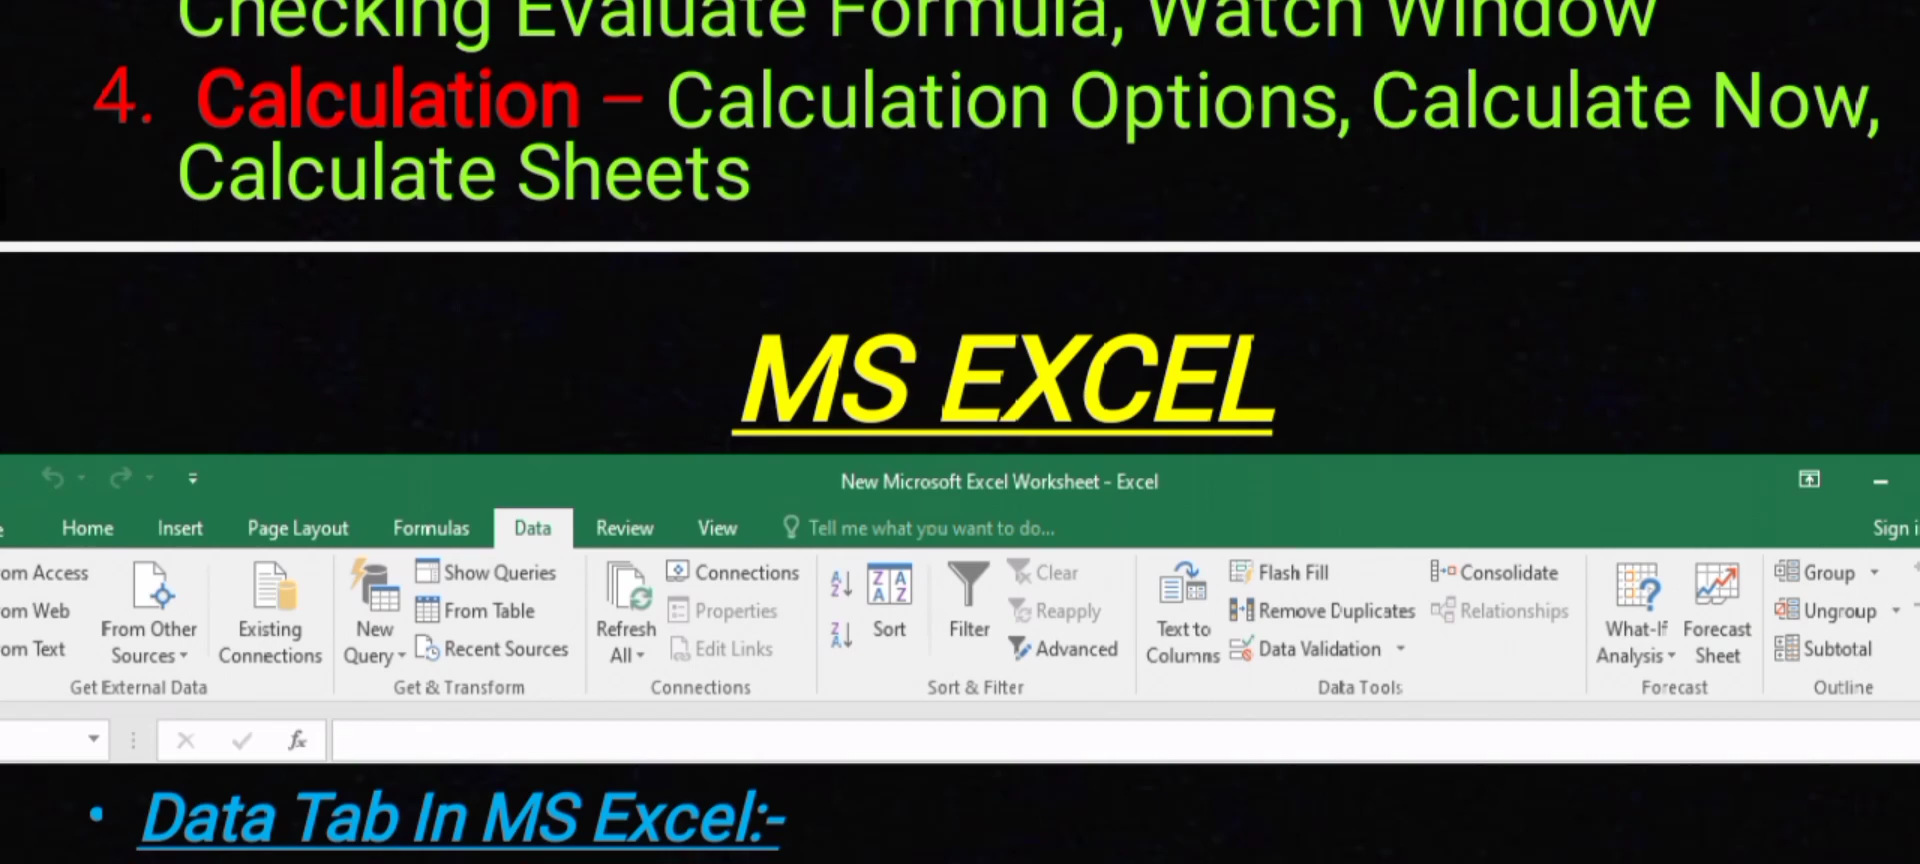 Checking Evaluate Formula, Watch Window
4. Calculation – Calculation Options, Calculate Now,
Calculate Sheets
MS EXCEL
New Microsoft Excel Worksheet - Excel
Home Insert Page Layout Formulas Data Review View Tell me what you want to do...
om Access
om Web
om Text
From Other
Sources
Existing
Connections
Get External Data
New
Query
Show Queries
From Table
Recent Sources
Get & Transform
Refresh
All
Connections
Properties
Edit Links
Connections
Sort
Filter
Clear
Reapply
Advanced
Sort & Filter
Text to
Columns
Flash Fill
Remove Duplicates
Data Validation
Consolidate
Relationships
Data Tools
What-If
Analysis
Forecast
Sheet
Forecast
Group
Ungroup
Subtotal
Outline
fx
• Data Tab In MS Excel:-